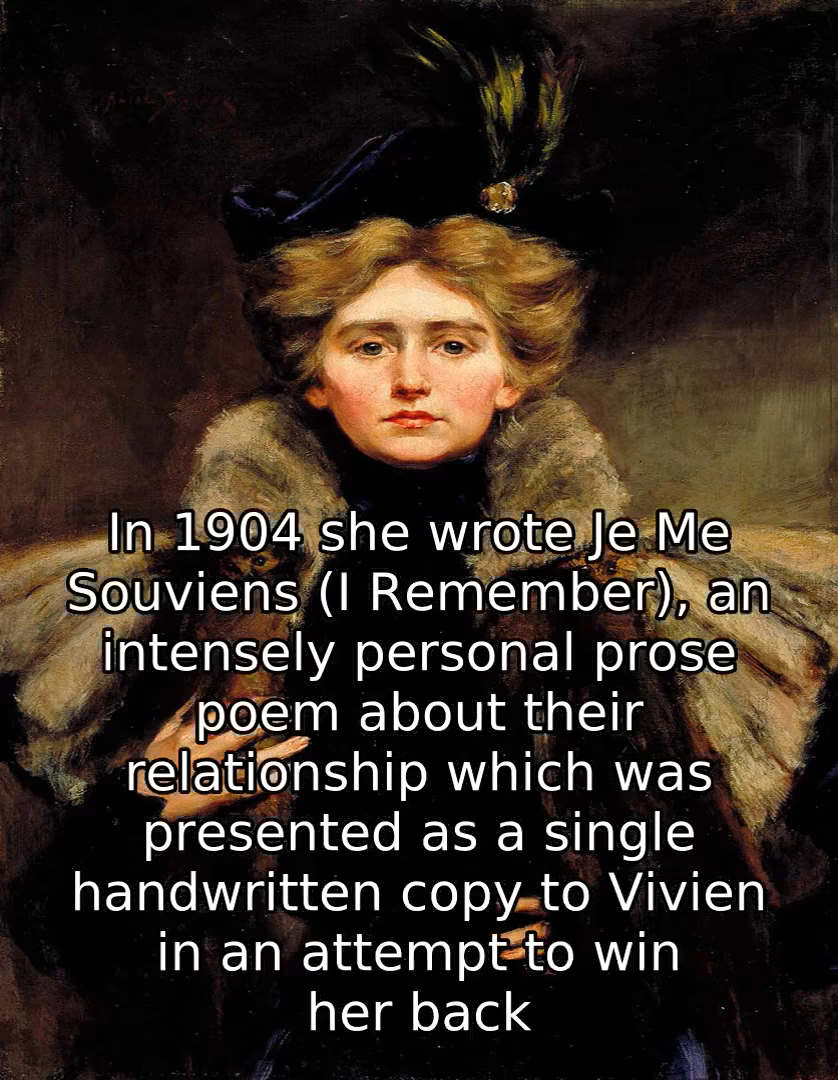 In 1904 she wrote Je Me
Souviens (I Remember), an
intensely personal prose
poem about their
relationship which was
presented as a single
handwritten copy to Vivien
in an attempt to win
her back